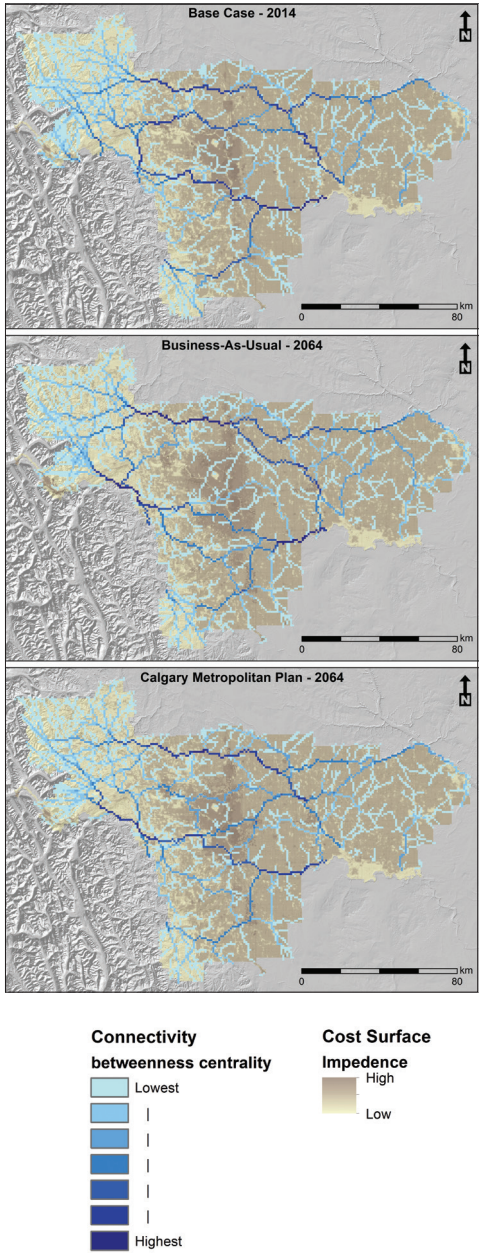 Base Case - 2014
N
km
0 80
Business-As-Usual - 2064
N
km
0 80
Calgary Metropolitan Plan - 2064
N
km
0 80
Connectivity
betweenness centrality
Lowest
|
|
|
|
|
Highest
Cost Surface
Impedence
High
Low